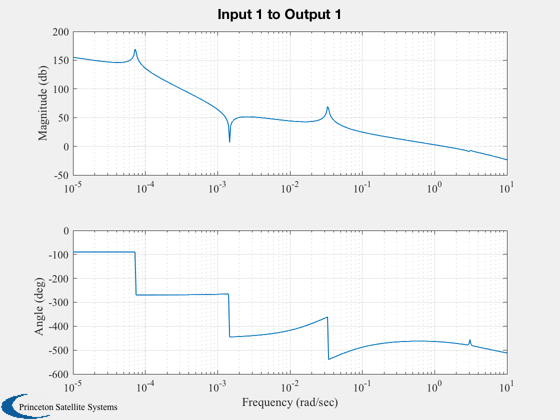 Input 1 to Output 1
200
150
100
50
0
-50
Magnitude (db)
10^-5 10^-4 10^-3 10^-2 10^-1 10^0 10^1
0
-100
-200
-300
-400
-500
-600
Angle (deg)
10^-5 10^-4 10^-3 10^-2 10^-1 10^0 10^1
Frequency (rad/sec)
Princeton Satellite Systems